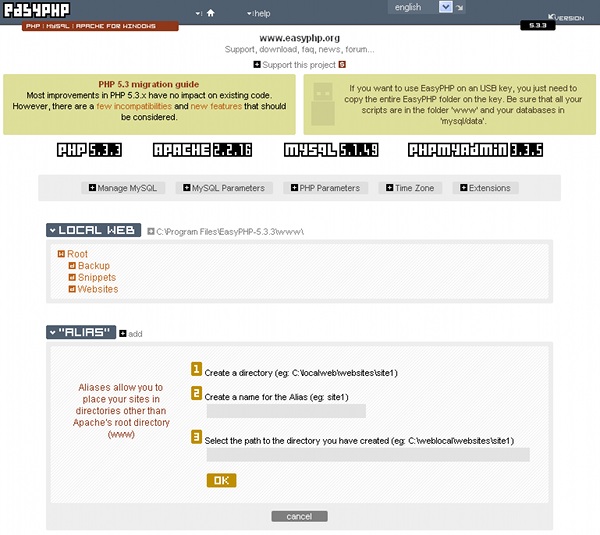 easyphp
: help
english
PHP | MySQL | APACHE FOR WINDOWS
5.3.3
VERSION
www.easyphp.org
Support, download, faq, news, forum...
Support this project
PHP 5.3 migration guide
Most improvements in PHP 5.3.x have no impact on existing code.
However, there are a few incompatibilities and new features that should
be considered.
If you want to use EasyPHP on an USB key, you just need to
copy the entire EasyPHP folder on the key. Be sure that all your
scripts are in the folder 'www' and your databases in
'mysql/data'.
PHP 5.3.3 APACHE 2.2.16 MYSQL 5.1.49 PHPMYADMIN 3.3.5
Manage MySQL MySQL Parameters PHP Parameters Time Zone Extensions
LOCAL WEB C:\Program Files\EasyPHP-5.3.3\www\
Root
Backup
Snippets
Websites
"ALIAS" add
Aliases allow you to
place your sites in
directories other than
Apache's root directory
(www)
1 Create a directory (eg: C:\localweb\websites\site1)
2 Create a name for the Alias (eg: site1)
3 Select the path to the directory you have created (eg: C:\weblocal\websites\site1)
OK
cancel